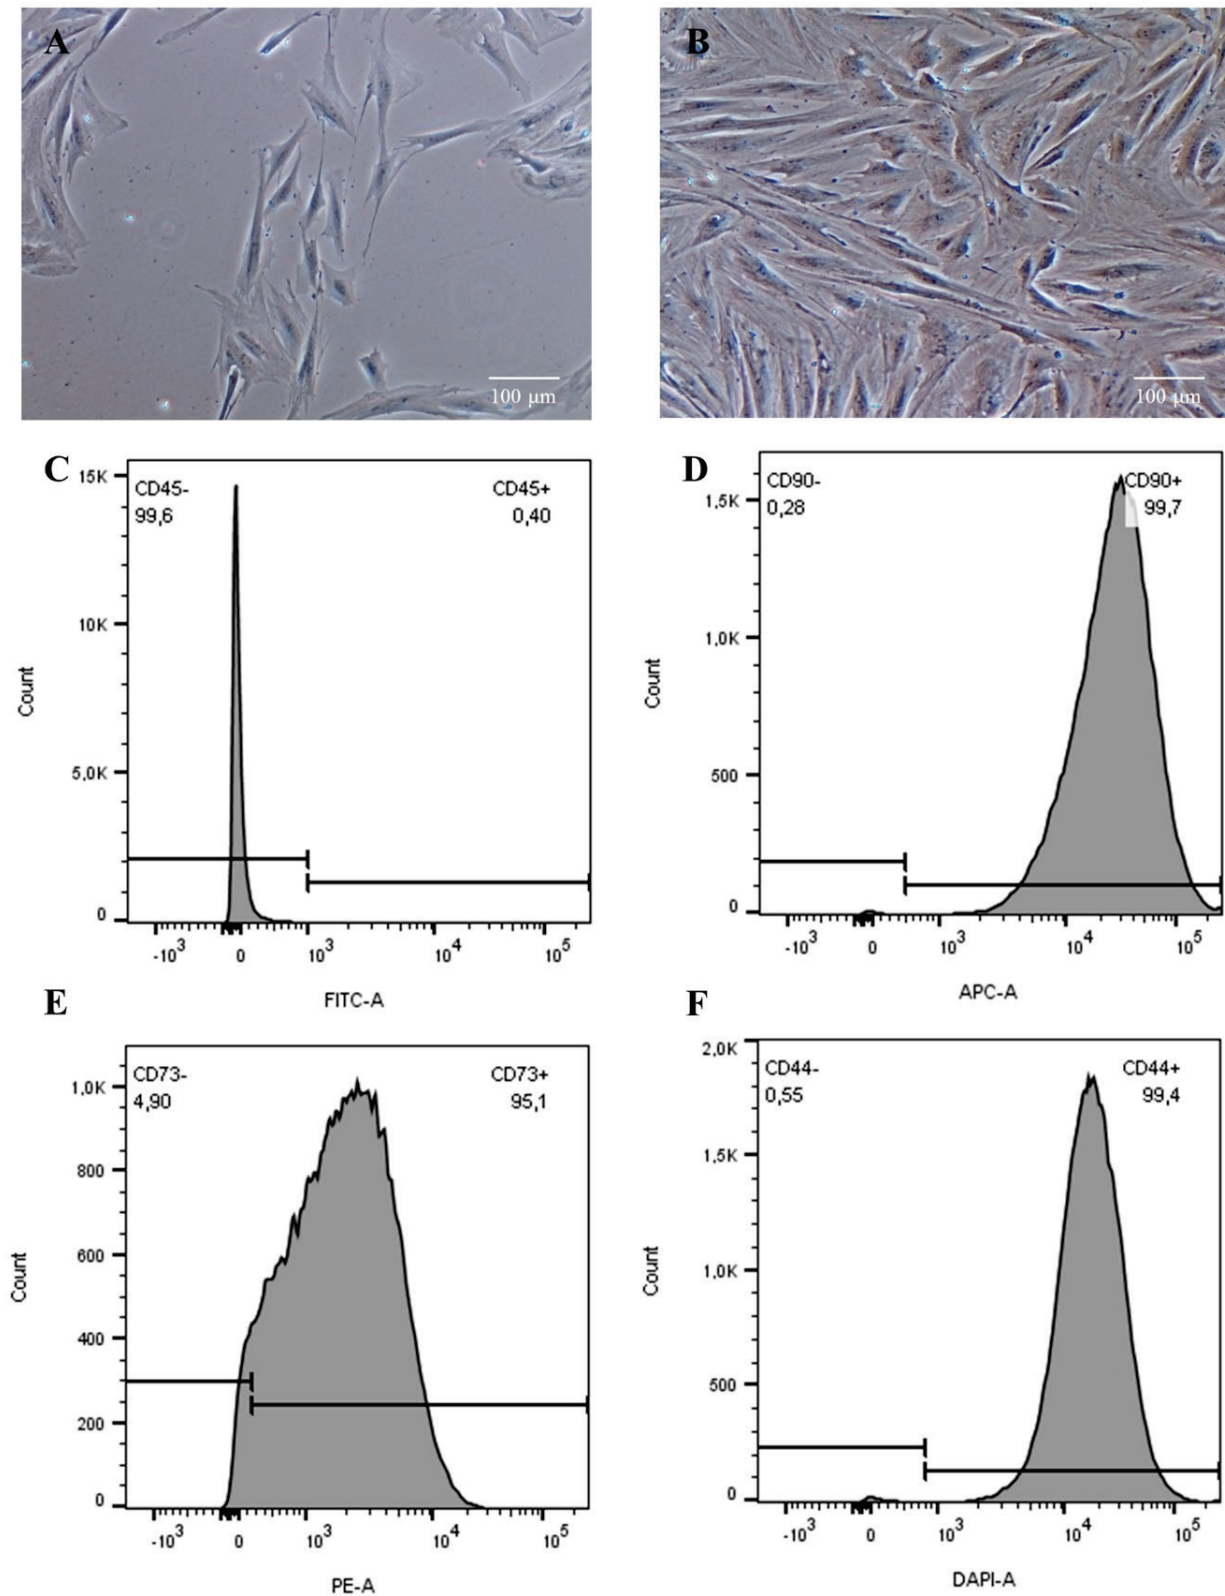 A
B
100 µm
100 µm
C
15K
10K
5,0K
0
Count
CD45-
99,6
CD45+
0,40
-10³
0
10³
10⁴
10⁵
FITC-A
D
1,5K
1,0K
500
0
Count
CD90-
0,28
CD90+
99,7
-10³
0
10³
10⁴
10⁵
APC-A
E
1,0K
800
600
400
200
0
Count
CD73-
4,90
CD73+
95,1
-10³
0
10³
10⁴
10⁵
PE-A
F
2,0K
1,5K
1,0K
500
0
Count
CD44-
0,55
CD44+
99,4
-10³
0
10³
10⁴
10⁵
DAPI-A